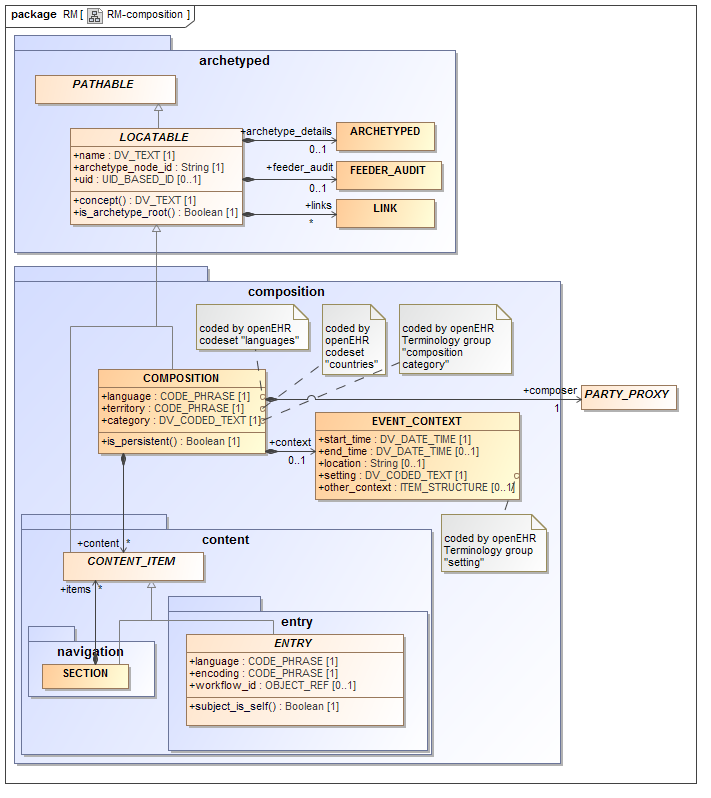 package RM [ RM-composition ]
archetyped
PATHABLE
LOCATABLE
+name : DV_TEXT [1]
+archetype_node_id : String [1]
+uid : UID_BASED_ID [0..1]
+concept() : DV_TEXT [1]
+is_archetype_root() : Boolean [1]
+archetype_details
0..1
ARCHETYPED
+feeder_audit
0..1
FEEDER_AUDIT
+links
*
LINK
composition
coded by openEHR
codeset "languages"
coded by
openEHR
codeset
"countries"
coded by openEHR
Terminology group
"composition
category"
COMPOSITION
+language : CODE_PHRASE [1]
+territory : CODE_PHRASE [1]
+category : DV_CODED_TEXT [1]
+is_persistent() : Boolean [1]
+composer
1
PARTY_PROXY
+context
0..1
EVENT_CONTEXT
+start_time : DV_DATE_TIME [1]
+end_time : DV_DATE_TIME [0..1]
+location : String [0..1]
+setting : DV_CODED_TEXT [1]
+other_context : ITEM_STRUCTURE [0..1]
coded by openEHR
Terminology group
"setting"
content
+content *
CONTENT_ITEM
+items *
navigation
SECTION
entry
ENTRY
+language : CODE_PHRASE [1]
+encoding : CODE_PHRASE [1]
+workflow_id : OBJECT_REF [0..1]
+subject_is_self() : Boolean [1]